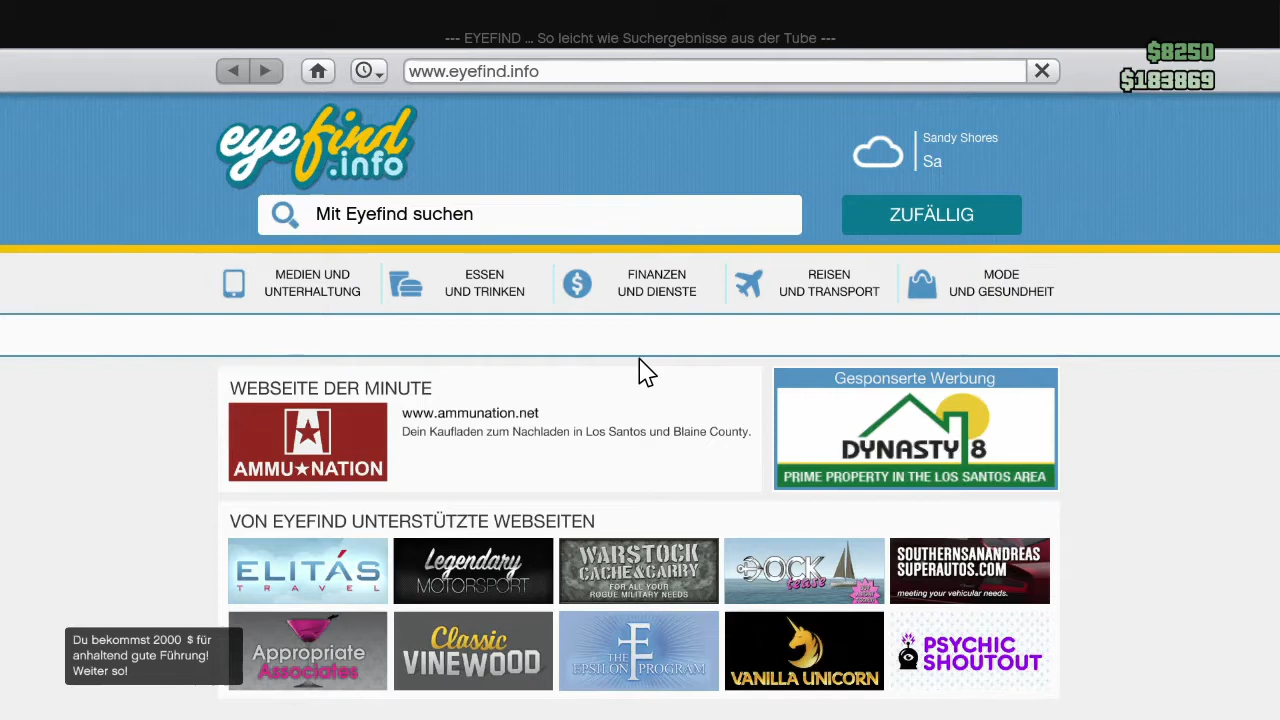 --- EYEFIND ... So leicht wie Suchergebnisse aus der Tube ---
www.eyefind.info
$8250
$183869
eyefind
.info
Sandy Shores
Sa
Mit Eyefind suchen
ZUFÄLLIG
MEDIEN UND
UNTERHALTUNG
ESSEN
UND TRINKEN
FINANZEN
UND DIENSTE
REISEN
UND TRANSPORT
MODE
UND GESUNDHEIT
WEBSEITE DER MINUTE
AMMU★NATION
www.ammunation.net
Dein Kaufladen zum Nachladen in Los Santos und Blaine County.
Gesponserte Werbung
DYNASTY 8
PRIME PROPERTY IN THE LOS SANTOS AREA
VON EYEFIND UNTERSTÜTZTE WEBSEITEN
ELITÁS
TRAVEL
Legendary
MOTORSPORT
WARSTOCK
CACHE & CARRY
FOR ALL YOUR
ROGUE MILITARY NEEDS
DOCK
tease
SOUTHERNSANANDREAS
SUPERAUTOS.COM
meeting your vehicular needs.
Appropriate
Associates
Classic
VINEWOOD
THE
EPSILON PROGRAM
VANILLA UNICORN
PSYCHIC
SHOUTOUT
Du bekommst 2000 $ für
anhaltend gute Führung!
Weiter so!